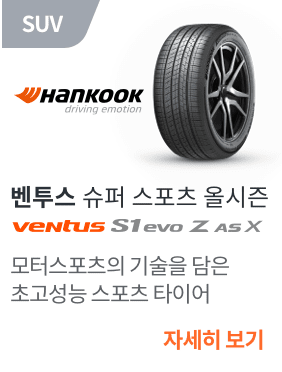 SUV
HANKOOK
driving emotion
벤투스 슈퍼 스포츠 올시즌
ventus S1 evo Z AS X
모터스포츠의 기술을 담은
초고성능 스포츠 타이어
자세히 보기